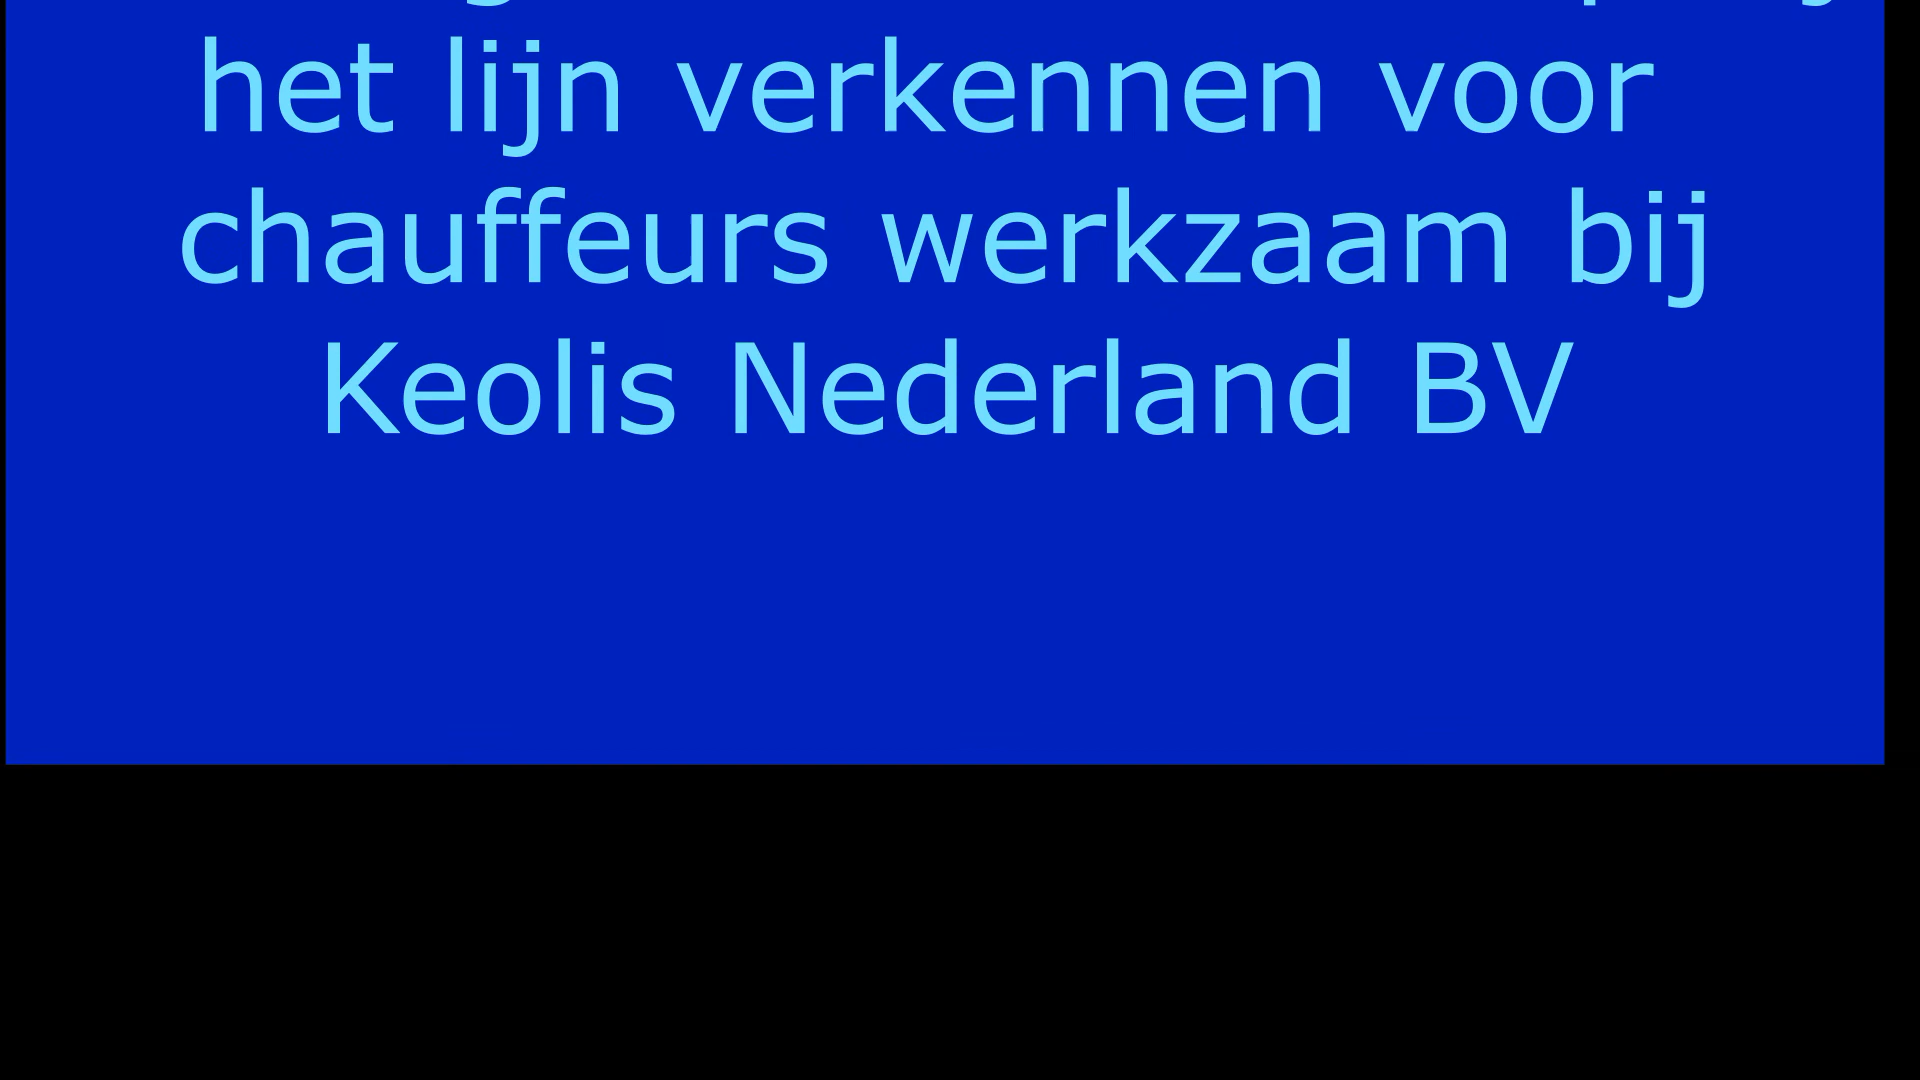 het lijn verkennen voor
chauffeurs werkzaam bij
Keolis Nederland BV